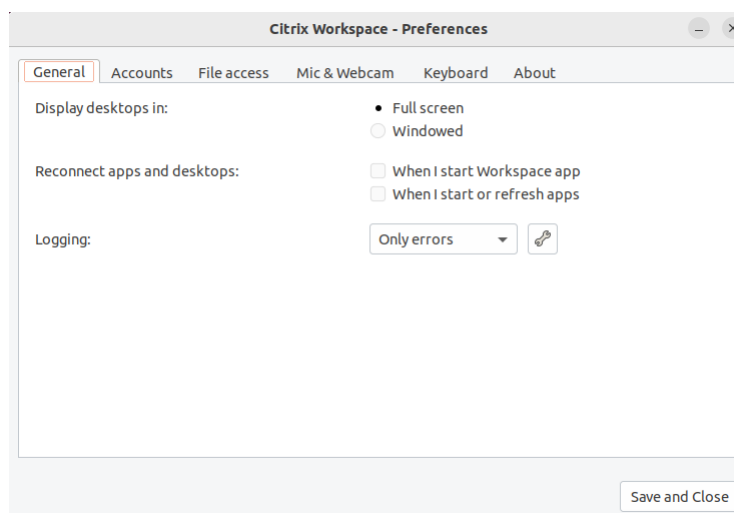 Citrix Workspace - Preferences
General Accounts File access Mic & Webcam Keyboard About
Display desktops in: Full screen
Windowed
Reconnect apps and desktops: When I start Workspace app
When I start or refresh apps
Logging: Only errors
Save and Close